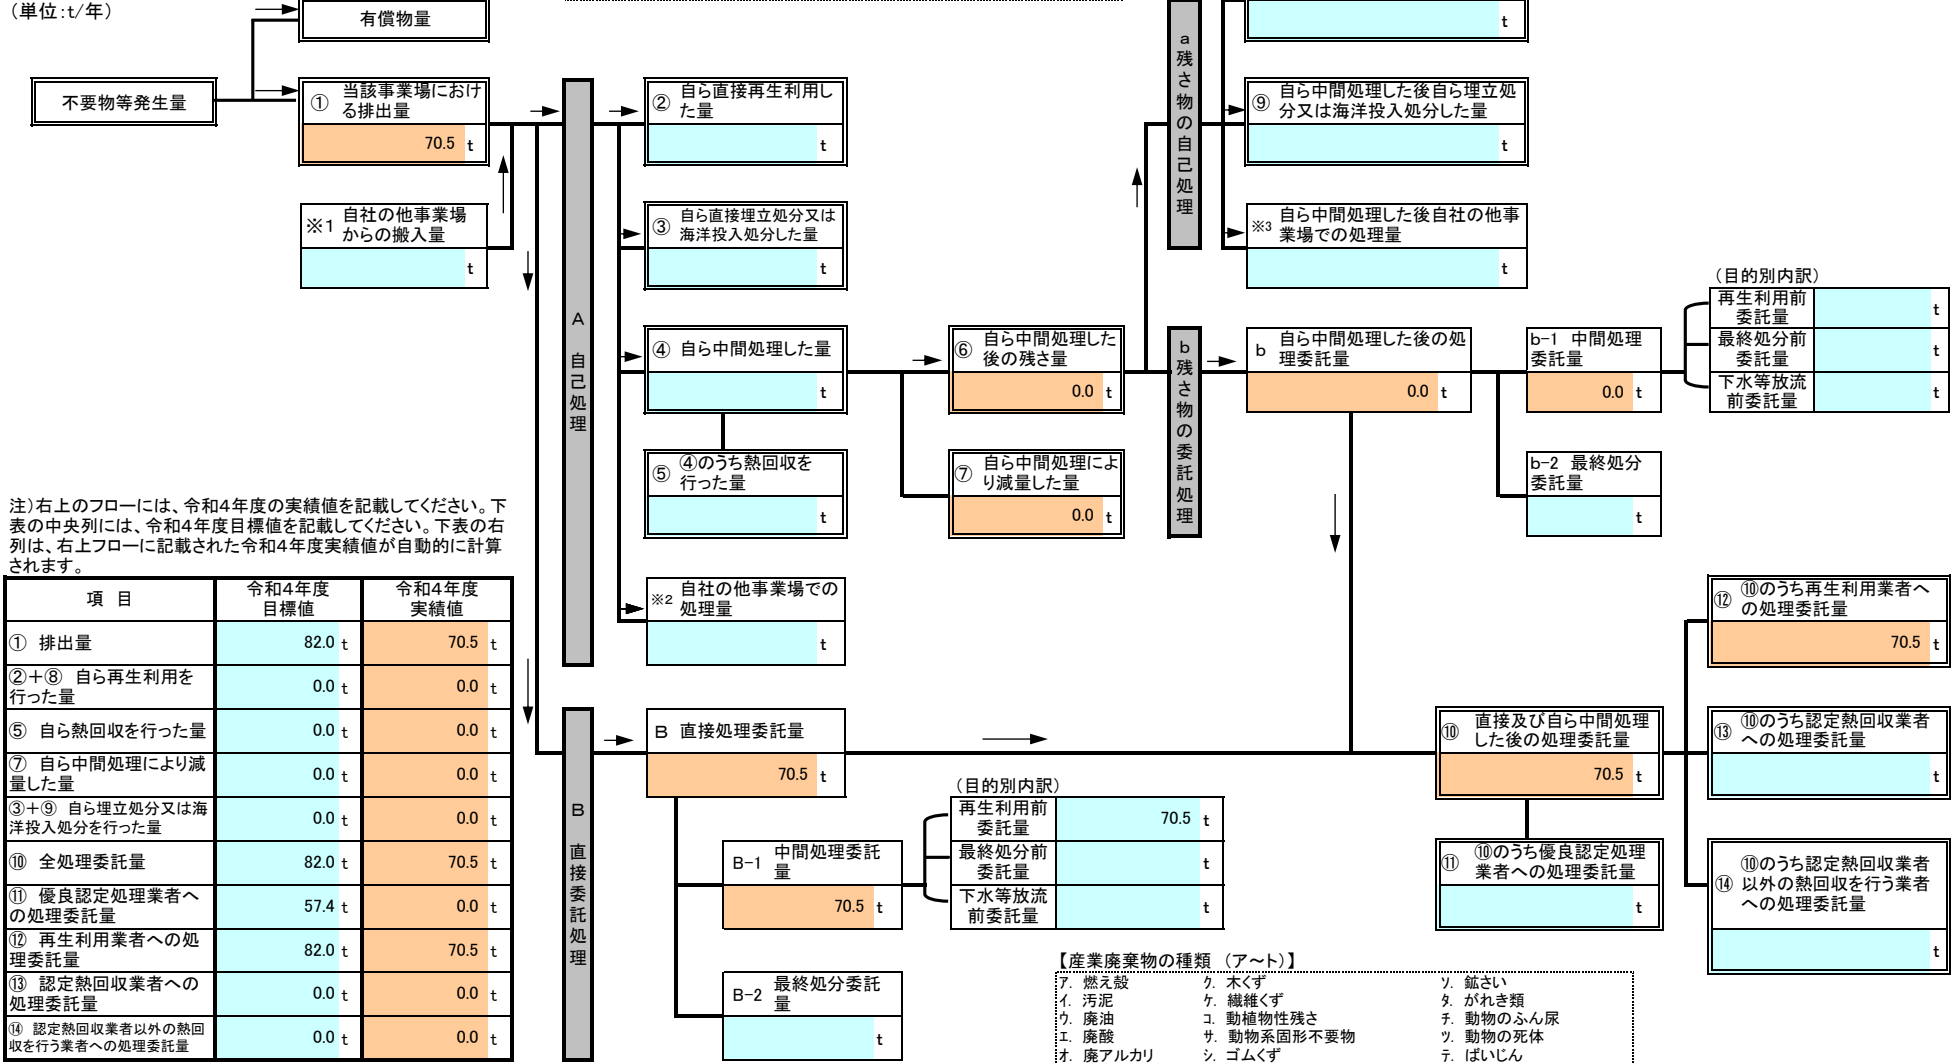 (単位:t/年)
有償物量
不要物等発生量
① 当該事業場におけ
る排出量
70.5 t
※1 自社の他事業場
からの搬入量
t
A 自己処理
② 自ら直接再生利用し
た量
t
③ 自ら直接埋立処分又は
海洋投入処分した量
t
④ 自ら中間処理した量
t
⑤ ④のうち熱回収を
行った量
t
※2 自社の他事業場での
処理量
t
⑥ 自ら中間処理した
後の残さ量
0.0 t
⑦ 自ら中間処理によ
り減量した量
0.0 t
a残さ物の自己処理
t
⑨ 自ら中間処理した後自ら埋立処
分又は海洋投入処分した量
t
※3 自ら中間処理した後自社の他事
業場での処理量
t
b残さ物の委託処理
b 自ら中間処理した後の処
理委託量
0.0 t
b-1 中間処理
委託量
0.0 t
(目的別内訳)
再生利用前
委託量
t
最終処分前
委託量
t
下水等放流
前委託量
t
b-2 最終処分
委託量
t
注)右上のフローには、令和4年度の実績値を記載してください。下
表の中央列には、令和4年度目標値を記載してください。下表の右
列は、右上フローに記載された令和4年度実績値が自動的に計算
されます。
項 目 令和4年度
目標値 令和4年度
実績値
① 排出量 82.0 t 70.5 t
②+⑧ 自ら再生利用を
行った量 0.0 t 0.0 t
⑤ 自ら熱回収を行った量 0.0 t 0.0 t
⑦ 自ら中間処理により減
量した量 0.0 t 0.0 t
③+⑨ 自ら埋立処分又は海
洋投入処分を行った量 0.0 t 0.0 t
⑩ 全処理委託量 82.0 t 70.5 t
⑪ 優良認定処理業者へ
の処理委託量 57.4 t 0.0 t
⑫ 再生利用業者への処
理委託量 82.0 t 70.5 t
⑬ 認定熱回収業者への
処理委託量 0.0 t 0.0 t
⑭ 認定熱回収業者以外の熱回
収を行う業者への処理委託量 0.0 t 0.0 t
B 直接委託処理
B 直接処理委託量
70.5 t
B-1 中間処理委託
量
70.5 t
(目的別内訳)
再生利用前
委託量
70.5 t
最終処分前
委託量
t
下水等放流
前委託量
t
B-2 最終処分委託
量
t
⑩ 直接及び自ら中間処理
した後の処理委託量
70.5 t
⑪ ⑩のうち優良認定処理
業者への処理委託量
t
⑫ ⑩のうち再生利用業者へ
の処理委託量
70.5 t
⑬ ⑩のうち認定熱回収業者
への処理委託量
t
⑭ ⑩のうち認定熱回収業者
以外の熱回収を行う業者
への処理委託量
t
【産業廃棄物の種類 (ア~ト)】
ア. 燃え殻 ク. 木くず ソ. 鉱さい
イ. 汚泥 ケ. 繊維くず タ. がれき類
ウ. 廃油 コ. 動植物性残さ チ. 動物のふん尿
エ. 廃酸 サ. 動物系固形不要物 ツ. 動物の死体
オ. 廃アルカリ シ. ゴムくず テ. ばいじん